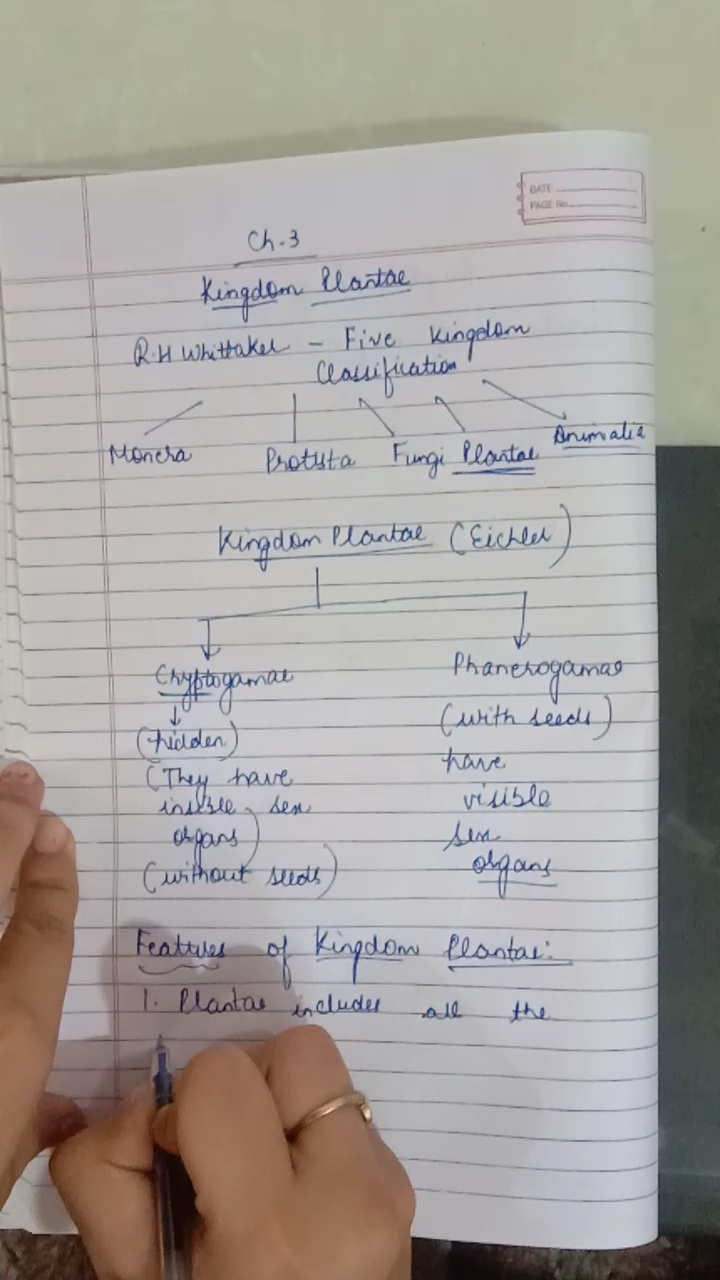 DATE
PAGE No.
Ch-3
Kingdom Plantae
R.H Whittaker - Five Kingdom
Classification
Monera Protista Fungi Plantae Animalia
Kingdom Plantae (Eichler)
Cryptogamae
Phanerogamae
(hidden)
(They have
insible sex
organs)
(without seeds)
(with seeds)
have
visible
sex
organs
Features of Kingdom Plantae:
1. Plantae includes all the